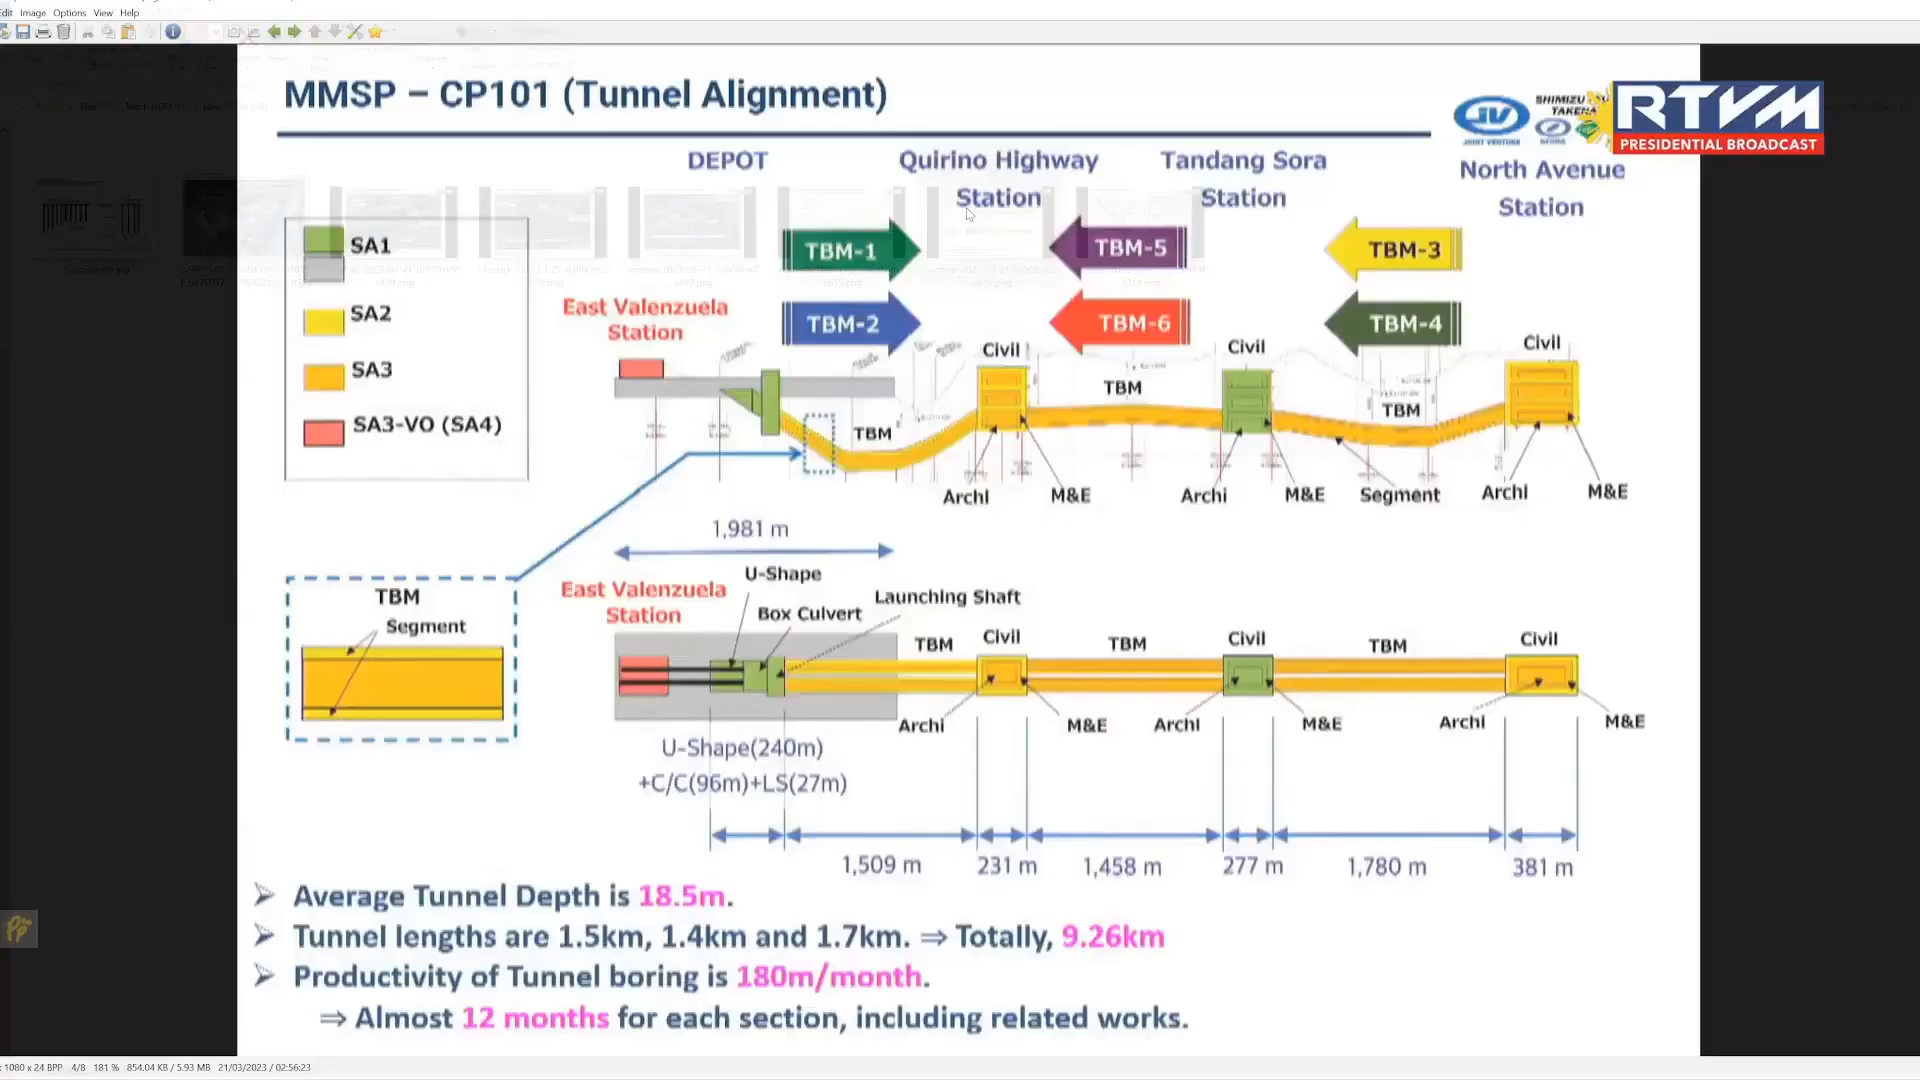 Edit Image Options View Help
MMSP – CP101 (Tunnel Alignment)
JV
JOINT VENTURE
SHIMIZU
RTVM
PRESIDENTIAL BROADCAST
DEPOT
Quirino Highway
Station
Tandang Sora
Station
North Avenue
Station
SA1
SA2
SA3
SA3-VO (SA4)
TBM-1
TBM-5
TBM-3
TBM-2
TBM-6
TBM-4
East Valenzuela
Station
Civil
Civil
Civil
TBM
TBM
TBM
Archi
M&E
Archi
M&E
Segment
Archi
M&E
1,981 m
TBM
Segment
East Valenzuela
Station
U-Shape
Box Culvert
Launching Shaft
TBM
Civil
TBM
Civil
TBM
Civil
Archi
M&E
Archi
M&E
Archi
M&E
U-Shape(240m)
+C/C(96m)+LS(27m)
1,509 m
231 m
1,458 m
277 m
1,780 m
381 m
➢ Average Tunnel Depth is 18.5m.
➢ Tunnel lengths are 1.5km, 1.4km and 1.7km. ⇒ Totally, 9.26km
➢ Productivity of Tunnel boring is 180m/month.
⇒ Almost 12 months for each section, including related works.
1080 x 24 BPP 4/8 181 % 854.04 KB / 5.93 MB 21/03/2023 / 02:56:23